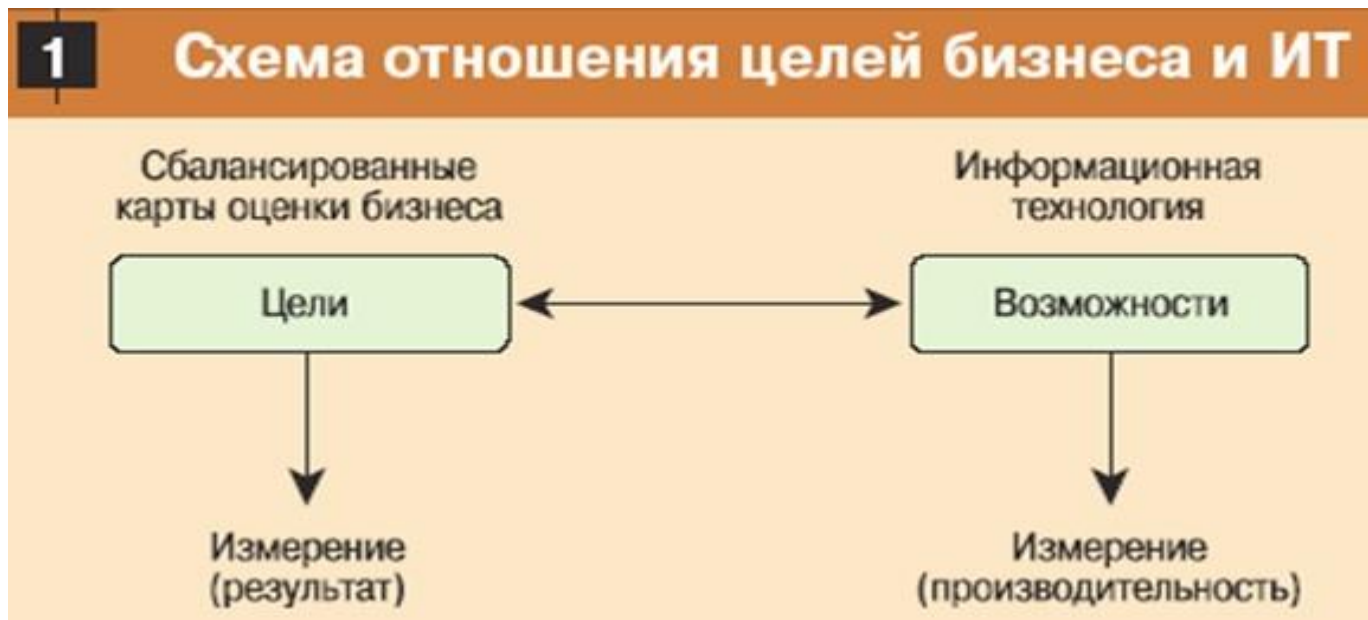 1 Схема отношения целей бизнеса и ИТ
Сбалансированные
карты оценки бизнеса
Информационная
технология
Цели
Возможности
Измерение
(результат)
Измерение
(производительность)